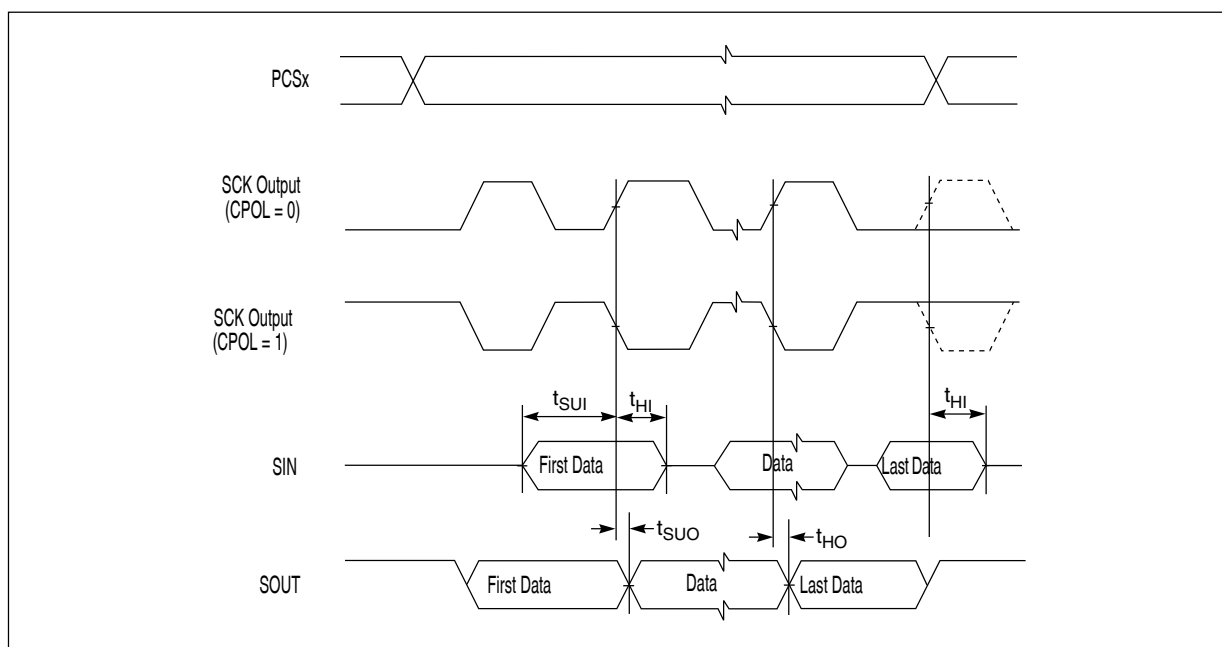 PCSx
SCK Output
(CPOL = 0)
SCK Output
(CPOL = 1)
tSUI
tHI
tHI
SIN
First Data
Data
Last Data
tSUO
tHO
SOUT
First Data
Data
Last Data